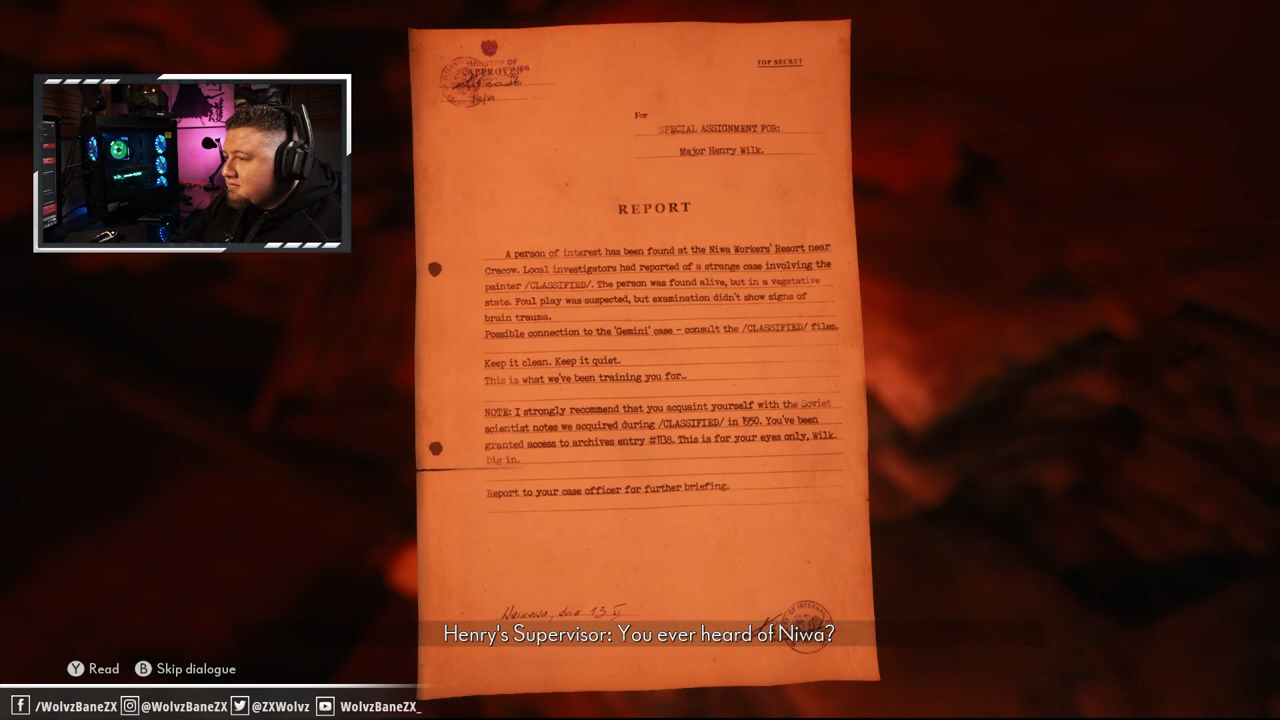 MINISTRY OF
TOP SECRET
For
SPECIAL ASSIGNMENT FOR:
Major Henry Wilk.
REPORT
A person of interest has been found at the Niwa Workers' Resort near
Cracow. Local investigators had reported of a strange case involving the
painter /CLASSIFIED/. The person was found alive, but in a vegetative
state. Foul play was suspected, but examination didn't show signs of
brain trauma.
Possible connection to the 'Gemini' case - consult the /CLASSIFIED/ files.
Keep it clean. Keep it quiet.
This is what we've been training you for..
NOTE: I strongly recommend that you acquaint yourself with the Soviet
scientist notes we acquired during /CLASSIFIED/ in 1950. You've been
granted access to archives entry #1138. This is for your eyes only, Wilk.
Dig in.
Report to your case officer for further briefing.
dnia 13
OF INTERNAL
Henry's Supervisor: You ever heard of Niwa?
Y Read B Skip dialogue
/WolvzBaneZX @WolvzBaneZX @ZXWolvz WolvzBaneZX_